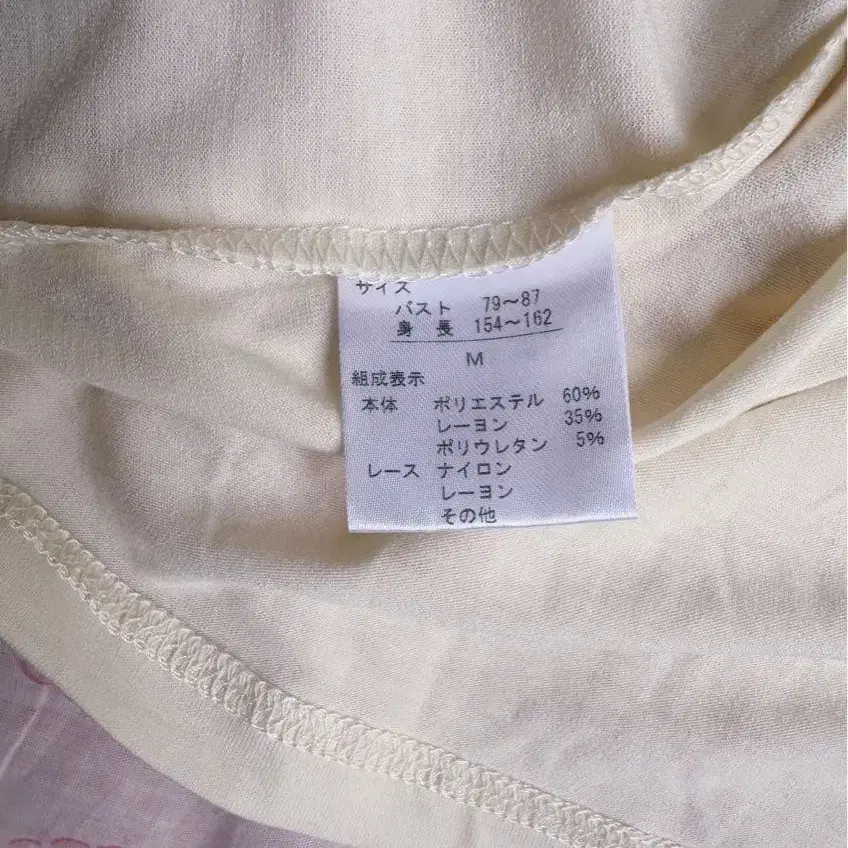 サイズ
バスト 79～87
身長 154～162
M
組成表示
本体 ポリエステル 60%
レーヨン 35%
ポリウレタン 5%
レース ナイロン
レーヨン
その他